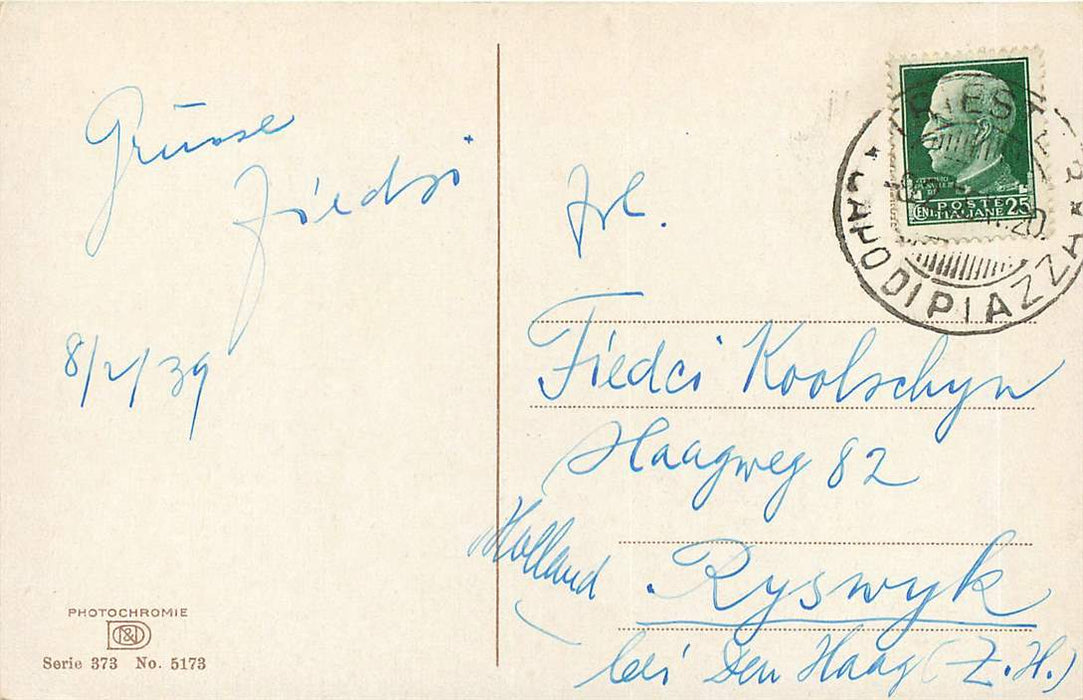 Grüsse
8/2/39
PHOTOCHROMIE
Serie 373 No. 5173
TRIESTE
CAPO DI PIAZZA
POSTE
ITALIANE
CENT. 25
Frl.
Fiedci Koolschyn
Haagweg 82
Holland
Ryswyk
bei Den Haag (Z.H.)